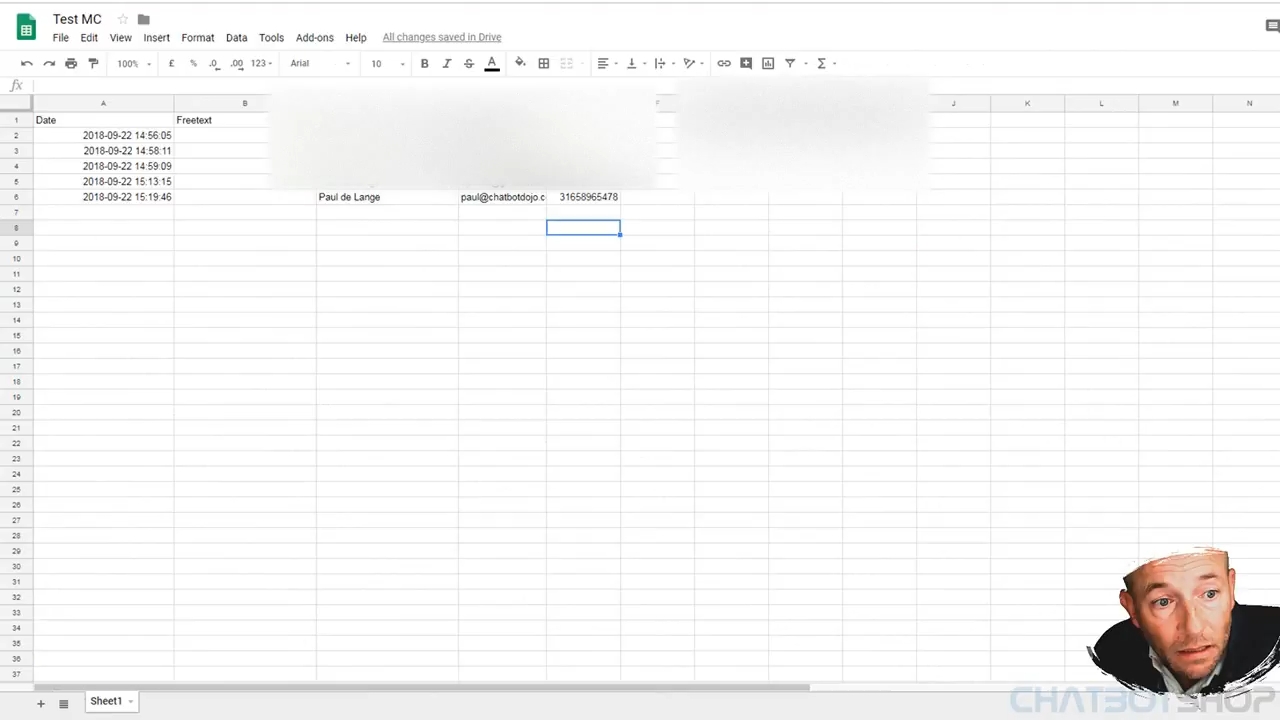 Test MC
File Edit View Insert Format Data Tools Add-ons Help All changes saved in Drive
100% £ % .0 .00 123 Arial 10 B I S A
fx
A B F J K L M N
1 Date Freetext
2 2018-09-22 14:56:05
3 2018-09-22 14:58:11
4 2018-09-22 14:59:09
5 2018-09-22 15:13:15
6 2018-09-22 15:19:46 Paul de Lange paul@chatbotdojo.c 31658965478
7
8
9
10
11
12
13
14
15
16
17
18
19
20
21
22
23
24
25
26
27
28
29
30
31
32
33
34
35
36
37
Sheet1
CHATBOTSHOP